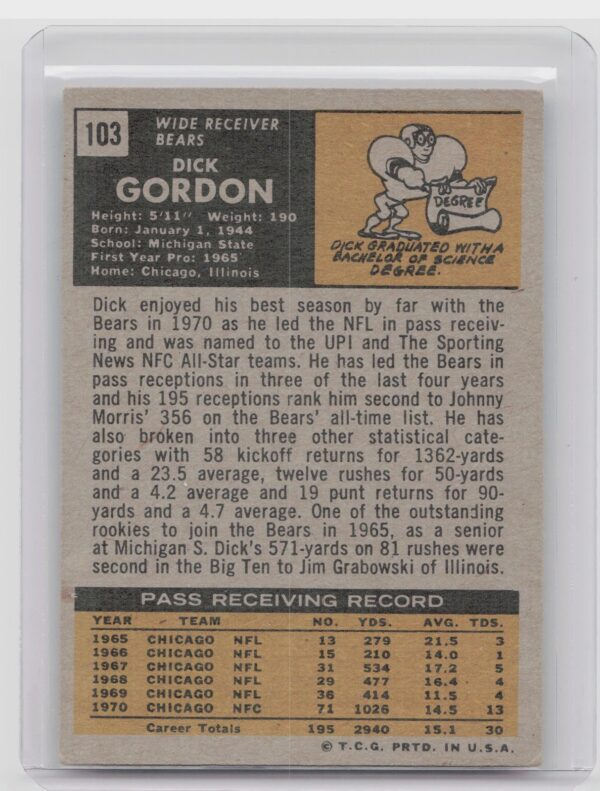 103
WIDE RECEIVER
BEARS
DICK
GORDON
Height: 5'11" Weight: 190
Born: January 1, 1944
School: Michigan State
First Year Pro: 1965
Home: Chicago, Illinois
DEGREE
DICK GRADUATED WITH A
BACHELOR OF SCIENCE
DEGREE.
Dick enjoyed his best season by far with the
Bears in 1970 as he led the NFL in pass receiv-
ing and was named to the UPI and The Sporting
News NFC All-Star teams. He has led the Bears in
pass receptions in three of the last four years
and his 195 receptions rank him second to Johnny
Morris' 356 on the Bears' all-time list. He has
also broken into three other statistical cate-
gories with 58 kickoff returns for 1362-yards
and a 23.5 average, twelve rushes for 50-yards
and a 4.2 average and 19 punt returns for 90-
yards and a 4.7 average. One of the outstanding
rookies to join the Bears in 1965, as a senior
at Michigan S. Dick's 571-yards on 81 rushes were
second in the Big Ten to Jim Grabowski of Illinois.
PASS RECEIVING RECORD
YEAR TEAM NO. YDS. AVG. TDS.
1965 CHICAGO NFL 13 279 21.5 3
1966 CHICAGO NFL 15 210 14.0 1
1967 CHICAGO NFL 31 534 17.2 5
1968 CHICAGO NFL 29 477 16.4 4
1969 CHICAGO NFL 36 414 11.5 4
1970 CHICAGO NFC 71 1026 14.5 13
Career Totals 195 2940 15.1 30
© T.C.G. PRTD. IN U.S.A.